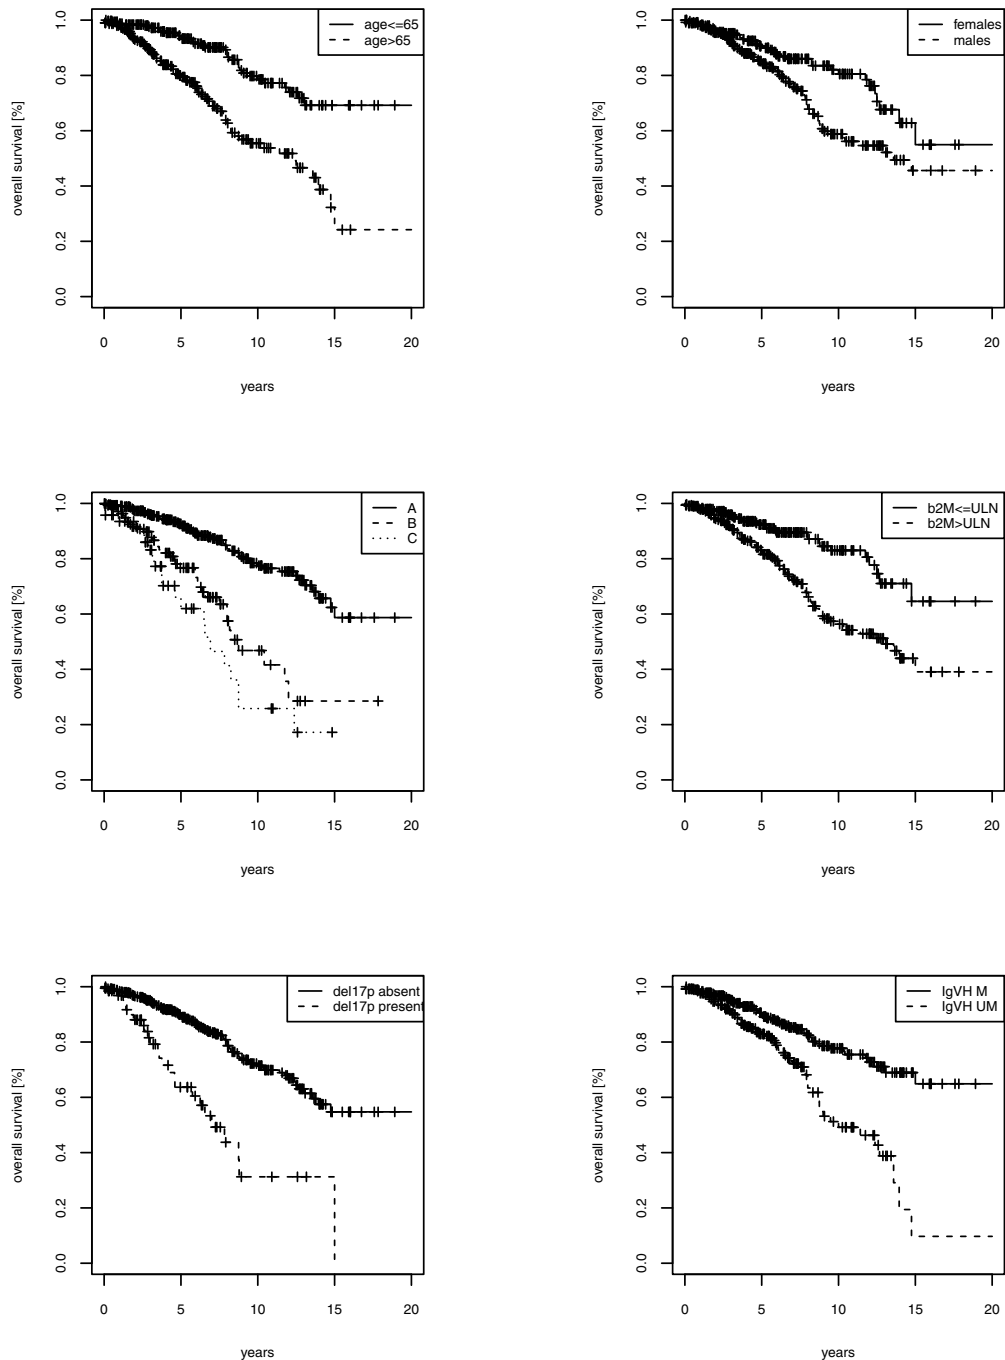 age<=65
age>65
overall survival [%]
0.0 0.2 0.4 0.6 0.8 1.0
0 5 10 15 20
years
females
males
overall survival [%]
0.0 0.2 0.4 0.6 0.8 1.0
0 5 10 15 20
years
A
B
C
overall survival [%]
0.0 0.2 0.4 0.6 0.8 1.0
0 5 10 15 20
years
b2M<=ULN
b2M>ULN
overall survival [%]
0.0 0.2 0.4 0.6 0.8 1.0
0 5 10 15 20
years
del17p absent
del17p present
overall survival [%]
0.0 0.2 0.4 0.6 0.8 1.0
0 5 10 15 20
years
IgVH M
IgVH UM
overall survival [%]
0.0 0.2 0.4 0.6 0.8 1.0
0 5 10 15 20
years